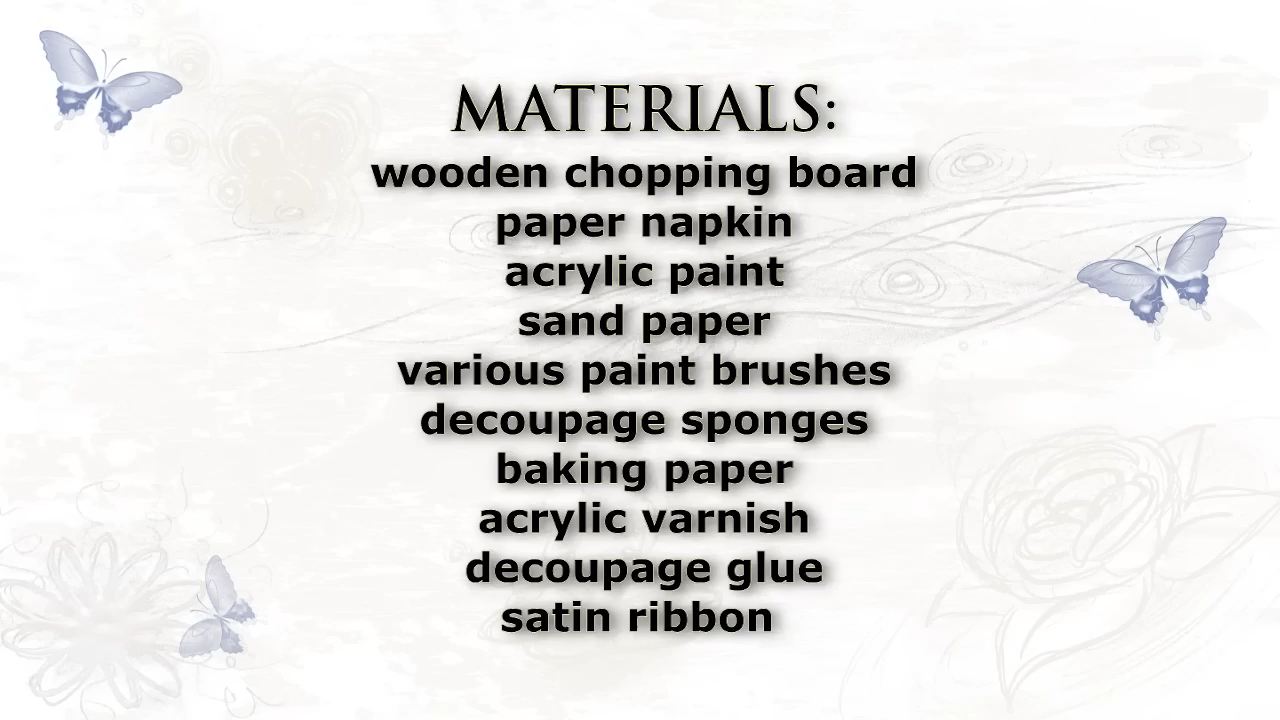 MATERIALS:
wooden chopping board
paper napkin
acrylic paint
sand paper
various paint brushes
decoupage sponges
baking paper
acrylic varnish
decoupage glue
satin ribbon